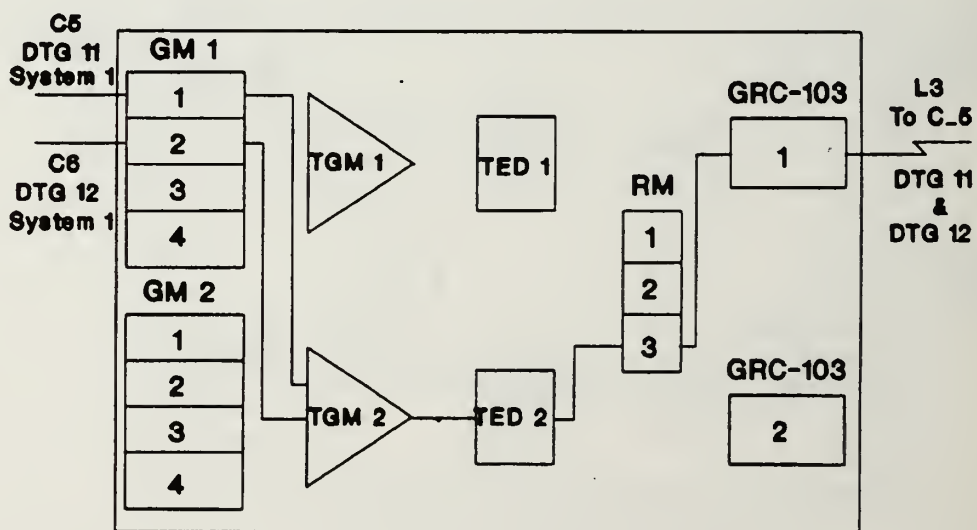 C5
DTG 11
System 1
C6
DTG 12
System 1
GM 1
1
2
3
4
GM 2
1
2
3
4
TGM 1
TGM 2
TED 1
TED 2
RM
1
2
3
GRC-103
1
GRC-103
2
L3
To C_5
DTG 11
&
DTG 12